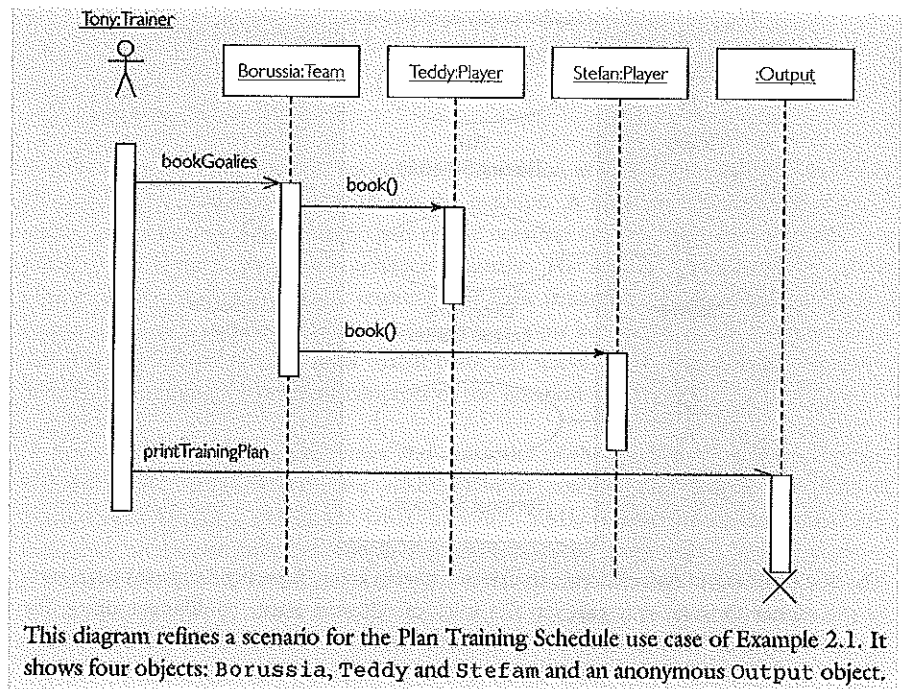 Tony:Trainer
Borussia:Team
Teddy:Player
Stefan:Player
:Output
bookGoalies
book()
book()
printTrainingPlan
This diagram refines a scenario for the Plan Training Schedule use case of Example 2.1. It
shows four objects: Borussia, Teddy and Stefam and an anonymous Output object.